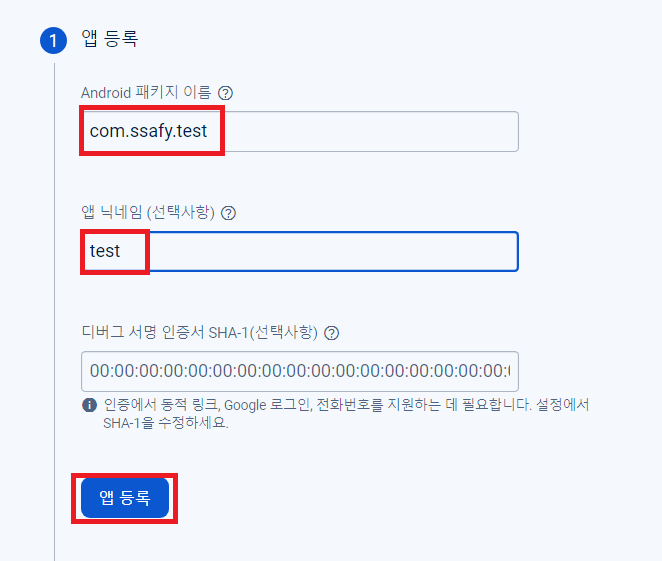 1 앱 등록
Android 패키지 이름 ?
com.ssafy.test
앱 닉네임 (선택사항) ?
test
디버그 서명 인증서 SHA-1(선택사항) ?
00:00:00:00:00:00:00:00:00:00:00:00:00:00:00:00:00:
인증에서 동적 링크, Google 로그인, 전화번호를 지원하는 데 필요합니다. 설정에서
SHA-1을 수정하세요.
앱 등록